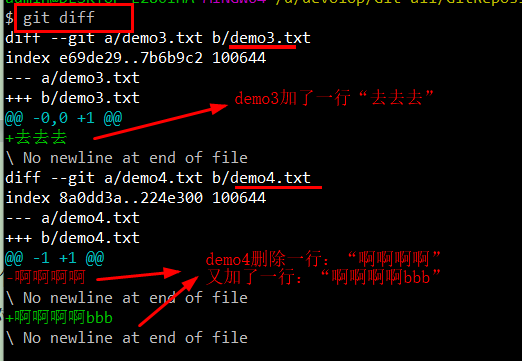 $ git diff
diff --git a/demo3.txt b/demo3.txt
index e69de29..7b6b9c2 100644
--- a/demo3.txt
+++ b/demo3.txt
demo3加了一行“去去去”
@@ -0,0 +1 @@
+去去去
\ No newline at end of file
diff --git a/demo4.txt b/demo4.txt
index 8a0dd3a..224e300 100644
--- a/demo4.txt
+++ b/demo4.txt
@@ -1 +1 @@
demo4删除一行：“啊啊啊啊”
-啊啊啊啊
又加了一行：“啊啊啊啊bbb”
\ No newline at end of file
+啊啊啊啊bbb
\ No newline at end of file